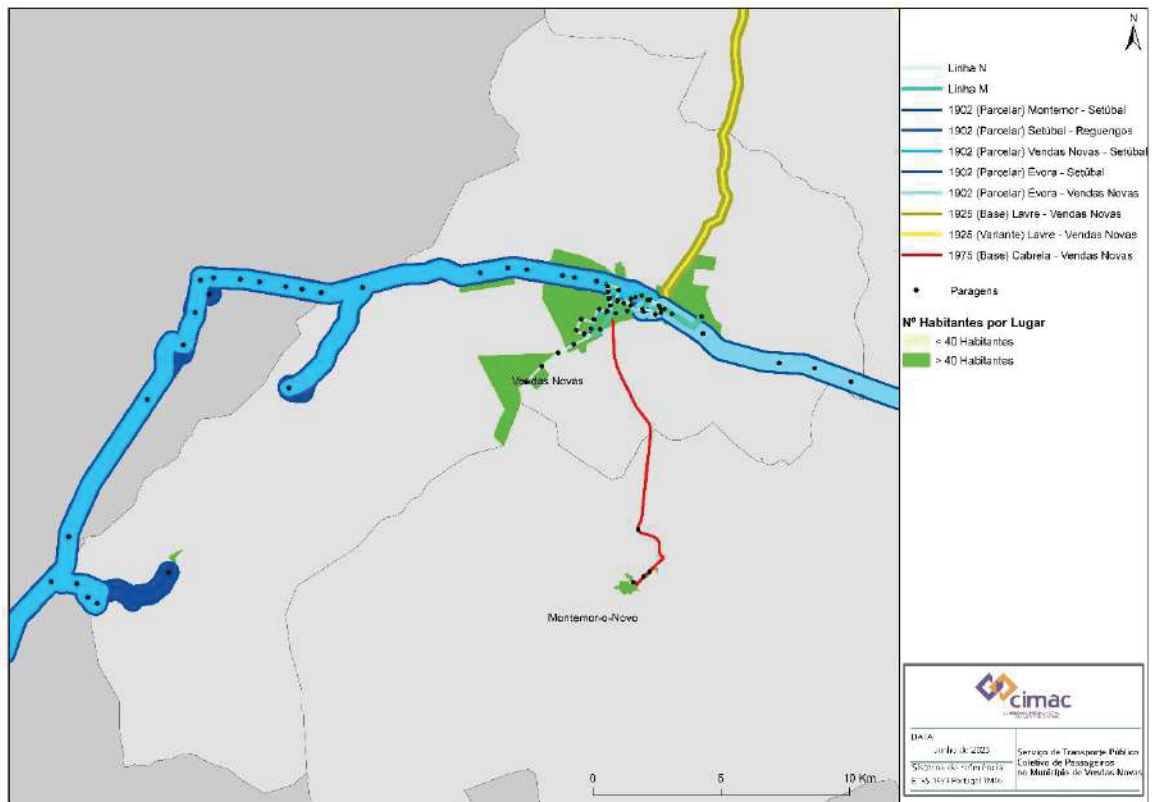 N
Linha N
Linha M
1902 (Parcelar) Montemor - Setúbal
1902 (Parcelar) Setúbal - Reguengos
1902 (Parcelar) Vendas Novas - Setúbal
1902 (Parcelar) Évora - Setúbal
1902 (Parcelar) Évora - Vendas Novas
1925 (Base) Lavre - Vendas Novas
1925 (Variante) Lavre - Vendas Novas
1975 (Base) Cabrela - Vendas Novas
Paragens
Nº Habitantes por Lugar
< 40 Habitantes
> 40 Habitantes
Vendas Novas
Montemor-o-Novo
0 5 10 Km
cimac
DATA
Junho de 2023
Sistema de referência
Serviço de Transporte Público
Coletivo de Passageiros
no Município de Vendas Novas